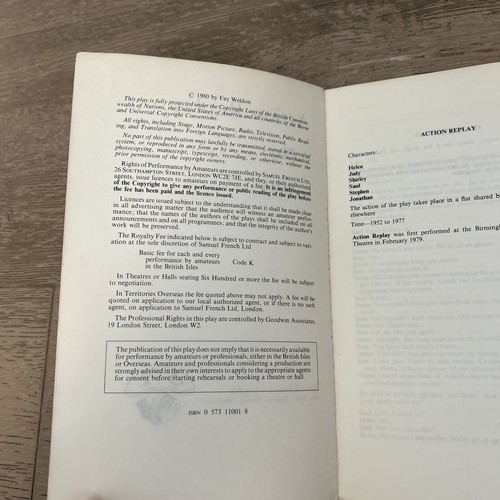 © 1980 by Fay Weldon
This play is fully protected under the Copyright Laws of the British Common-
wealth of Nations, the United States of America and all countries of the Berne
and Universal Copyright Conventions.
All rights, including Stage, Motion Picture, Radio, Television, Public Read-
ing, and Translation into Foreign Languages, are strictly reserved.
No part of this publication may lawfully be transmitted, stored in a retrieval
system, or reproduced in any form or by any means, electronic, mechanical,
photocopying, manuscript, typescript, recording, or otherwise, without the
prior permission of the copyright owners.
Rights of Performance by Amateurs are controlled by SAMUEL FRENCH LTD,
26 SOUTHAMPTON STREET, LONDON WC2E 7JE, and they, or their authorized
agents, issue licences to amateurs on payment of a fee. It is an infringement
of the Copyright to give any performance or public reading of the play before
the fee has been paid and the licence issued.
Licences are issued subject to the understanding that it shall be made clear
in all advertising matter that the audience will witness an amateur perfor-
mance; that the names of the authors of the plays shall be included on all
announcements and on all programmes; and that the integrity of the author's
work will be preserved.
The Royalty Fee indicated below is subject to contract and subject to vari-
ation at the sole discretion of Samuel French Ltd
Basic fee for each and every
performance by amateurs Code K
in the British Isles
In Theatres or Halls seating Six Hundred or more the fee will be subject
to negotiation.
In Territories Overseas the fee quoted above may not apply. A fee will be
quoted on application to our local authorized agent, or if there is no such
agent, on application to Samuel French Ltd, London.
The Professional Rights in this play are controlled by Goodwin Associates,
19 London Street, London W2.
The publication of this play does not imply that it is necessarily available
for performance by amateurs or professionals, either in the British Isles
or Overseas. Amateurs and professionals considering a production are
strongly advised in their own interests to apply to the appropriate agents
for consent before starting rehearsals or booking a theatre or hall.
ISBN 0 573 11001 8
ACTION REPLAY
Characters:
Helen
Judy
Shirley
Saul
Stephen
Jonathan
The action of the play takes place in a flat shared b
elsewhere
Time—1952 to 1977
Action Replay was first performed at the Birming
Theatre in February 1979.